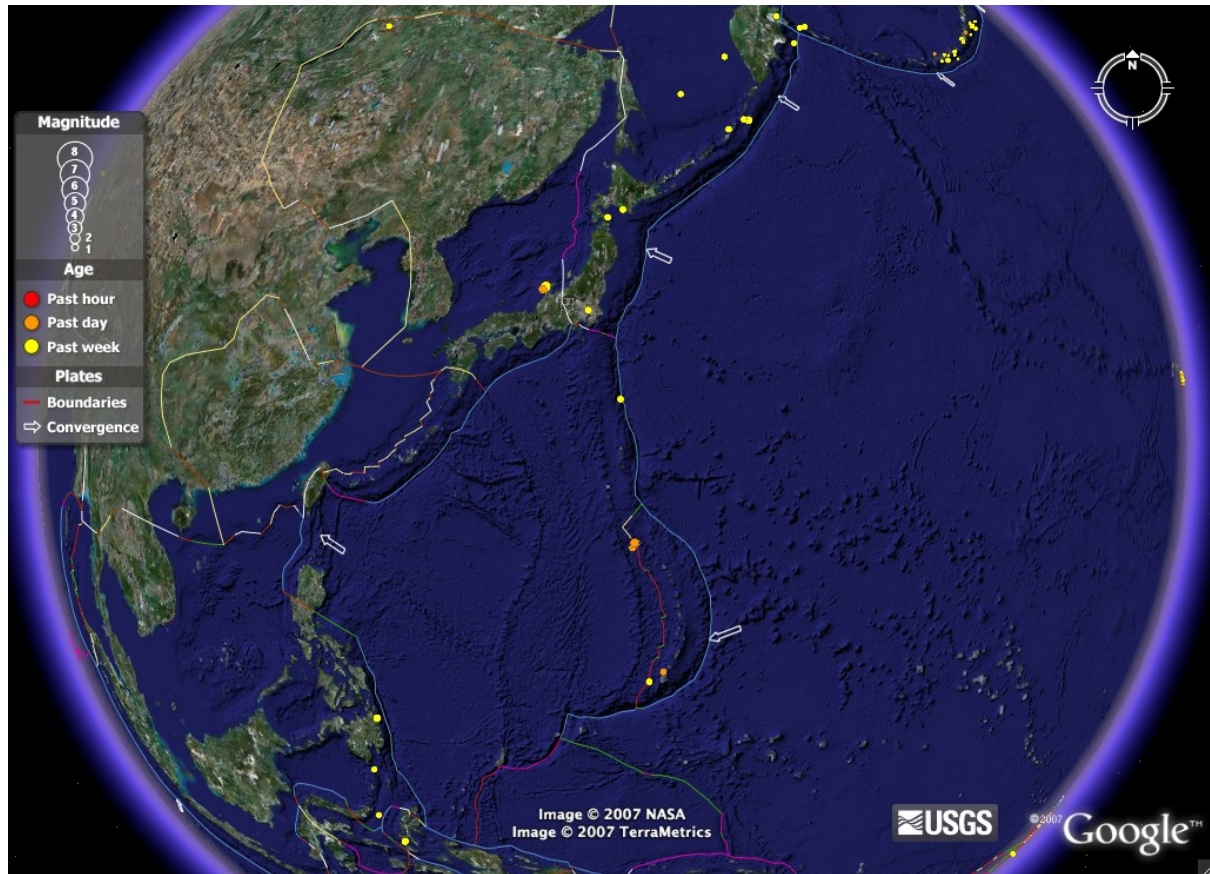 N
Magnitude
8
7
6
5
4
3
2
1
Age
Past hour
Past day
Past week
Plates
Boundaries
Convergence
Image © 2007 NASA
Image © 2007 TerraMetrics
USGS
©2007 Google™